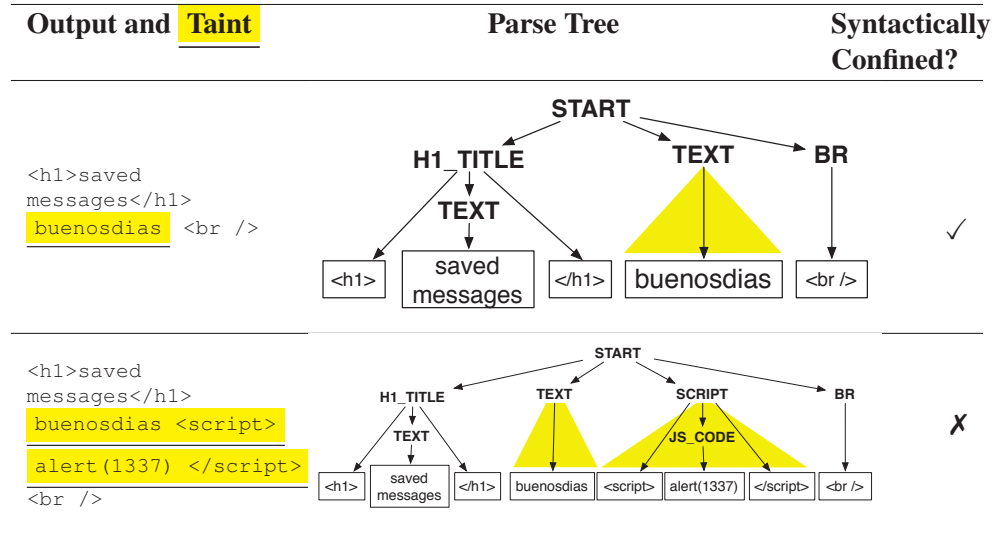 Output and Taint Parse Tree Syntactically
Confined?
START
H1_TITLE TEXT BR
TEXT
<h1>saved
messages</h1>
buenosdias <br />
✓
<h1> saved
messages </h1> buenosdias <br />
START
H1_TITLE TEXT SCRIPT BR
TEXT JS_CODE
<h1>saved
messages</h1>
buenosdias <script>
alert(1337) </script>
<br />
✗
<h1> saved
messages </h1> buenosdias <script> alert(1337) </script> <br />